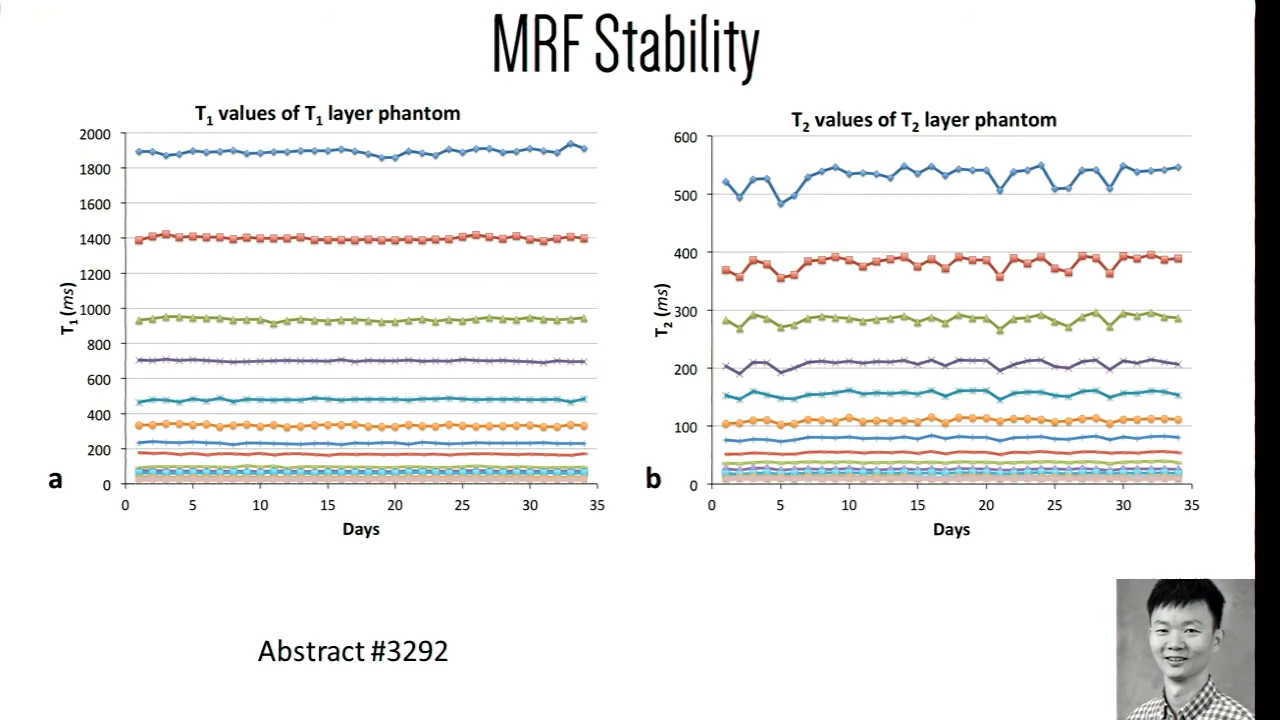 MRF Stability
T1 values of T1 layer phantom
2000
1800
1600
1400
1200
1000
800
600
400
200
0
T1 (ms)
0 5 10 15 20 25 30 35
Days
a
T2 values of T2 layer phantom
600
500
400
300
200
100
0
T2 (ms)
0 5 10 15 20 25 30 35
Days
b
Abstract #3292